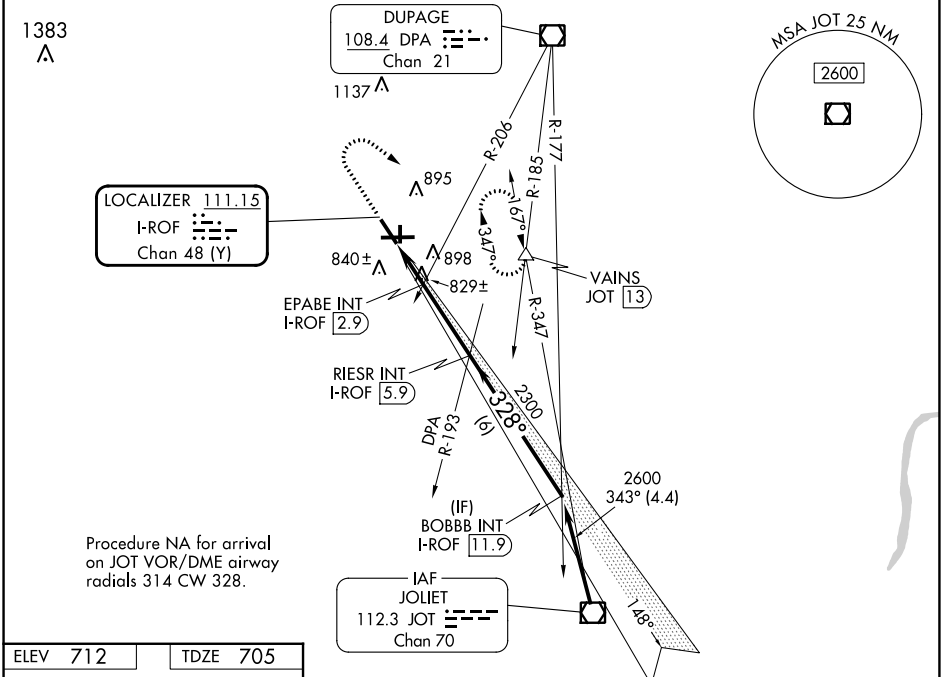 1383
DUPAGE
108.4 DPA
Chan 21
1137
MSA JOT 25 NM
2600
R-206
R-185
R-177
895
LOCALIZER 111.15
I-ROF
Chan 48 (Y)
167°
347°
840±
898
829±
VAINS
JOT 13
EPABE INT
I-ROF 2.9
R-347
RIESR INT
I-ROF 5.9
2300
328°
(6)
DPA
R-193
2600
343° (4.4)
(IF)
BOBBB INT
I-ROF 11.9
Procedure NA for arrival
on JOT VOR/DME airway
radials 314 CW 328.
IAF
JOLIET
112.3 JOT
Chan 70
148°
ELEV 712
TDZE 705